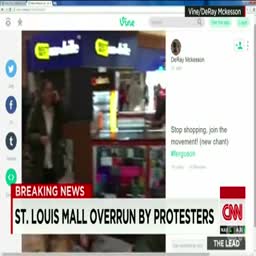 Vine/DeRay Mckesson
Vine
DeRay Mckesson
Stop shopping, join the
movement! (new chant)
#ferguson
BREAKING NEWS
ST. LOUIS MALL OVERRUN BY PROTESTERS
CNN
THE LEAD